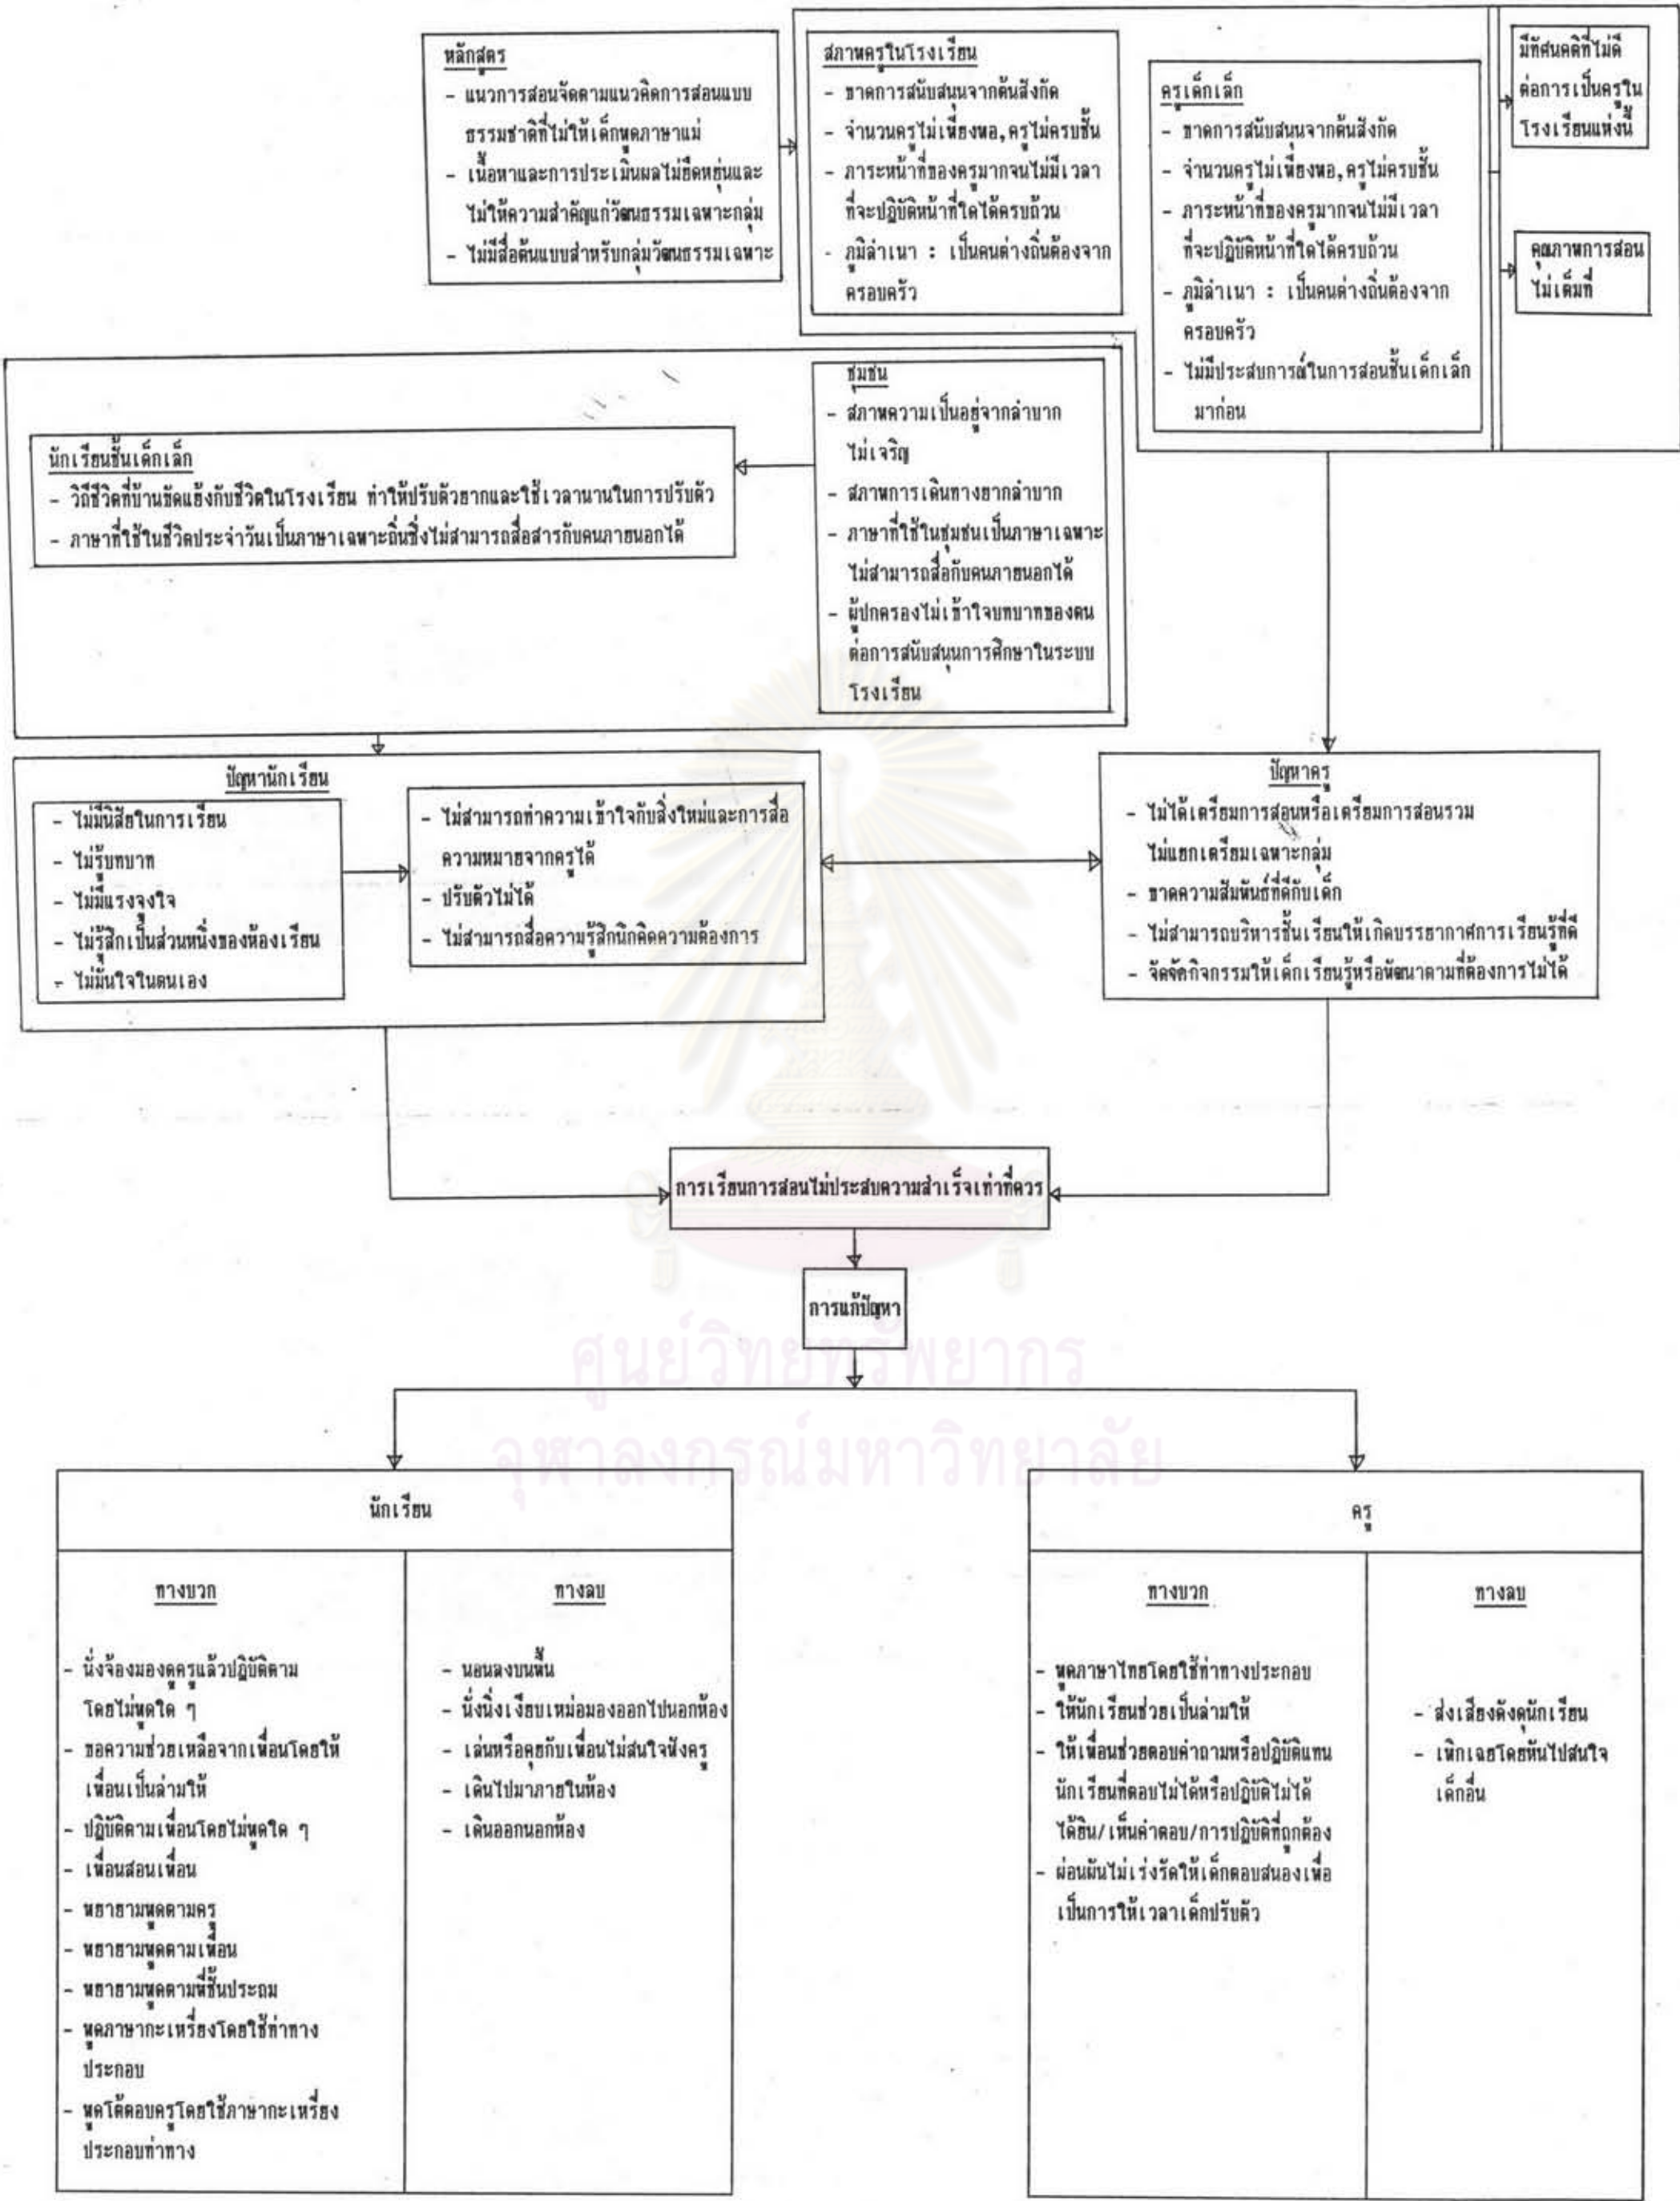 หลักสูตร
- แนวการสอนจัดตามแนวคิดการสอนแบบ
ธรรมชาติที่ไม่ให้เด็กพูดภาษาแม่
- เนื้อหาและการประเมินผลไม่ยืดหยุ่นและ
ไม่ให้ความสำคัญแก่วัฒนธรรมเฉพาะกลุ่ม
- ไม่มีสื่อต้นแบบสำหรับกลุ่มวัฒนธรรมเฉพาะ
สภาพครูในโรงเรียน
- ขาดการสนับสนุนจากต้นสังกัด
- จำนวนครูไม่เพียงพอ,ครูไม่ครบชั้น
- ภาระหน้าที่ของครูมากจนไม่มีเวลา
ที่จะปฏิบัติหน้าที่ใดได้ครบถ้วน
- ภูมิลำเนา : เป็นคนต่างถิ่นต้องจาก
ครอบครัว
ครูเด็กเล็ก
- ขาดการสนับสนุนจากต้นสังกัด
- จำนวนครูไม่เพียงพอ,ครูไม่ครบชั้น
- ภาระหน้าที่ของครูมากจนไม่มีเวลา
ที่จะปฏิบัติหน้าที่ใดได้ครบถ้วน
- ภูมิลำเนา : เป็นคนต่างถิ่นต้องจาก
ครอบครัว
- ไม่มีประสบการณ์ในการสอนชั้นเด็กเล็ก
มาก่อน
มีทัศนคติที่ไม่ดี
ต่อการเป็นครูใน
โรงเรียนแห่งนี้
คุณภาพการสอน
ไม่เต็มที่
ชุมชน
- สภาพความเป็นอยู่จากลำบาก
ไม่เจริญ
- สภาพการเดินทางยากลำบาก
- ภาษาที่ใช้ในชุมชนเป็นภาษาเฉพาะ
ไม่สามารถสื่อกับคนภายนอกได้
- ผู้ปกครองไม่เข้าใจบทบาทของตน
ต่อการสนับสนุนการศึกษาในระบบ
โรงเรียน
นักเรียนชั้นเด็กเล็ก
- วิถีชีวิตที่บ้านขัดแย้งกับชีวิตในโรงเรียน ทำให้ปรับตัวยากและใช้เวลานานในการปรับตัว
- ภาษาที่ใช้ในชีวิตประจำวันเป็นภาษาเฉพาะถิ่นซึ่งไม่สามารถสื่อสารกับคนภายนอกได้
ปัญหานักเรียน
- ไม่มีนิสัยในการเรียน
- ไม่รู้บทบาท
- ไม่มีแรงจูงใจ
- ไม่รู้สึกเป็นส่วนหนึ่งของห้องเรียน
- ไม่มั่นใจในตนเอง
- ไม่สามารถทำความเข้าใจกับสิ่งใหม่และการสื่อ
ความหมายจากครูได้
- ปรับตัวไม่ได้
- ไม่สามารถสื่อความรู้สึกนึกคิดความต้องการ
ปัญหาครู
- ไม่ได้เตรียมการสอนหรือเตรียมการสอนรวม
ไม่แยกเตรียมเฉพาะกลุ่ม
- ขาดความสัมพันธ์ที่ดีกับเด็ก
- ไม่สามารถบริหารชั้นเรียนให้เกิดบรรยากาศการเรียนรู้ที่ดี
- จัดจัดกิจกรรมให้เด็กเรียนรู้หรือพัฒนาตามที่ต้องการไม่ได้
การเรียนการสอนไม่ประสบความสำเร็จเท่าที่ควร
การแก้ปัญหา
ศูนย์วิทยทรัพยากร
จุฬาลงกรณ์มหาวิทยาลัย
นักเรียน
ทางบวก
- นั่งจ้องมองดูครูแล้วปฏิบัติตาม
โดยไม่พูดใด ๆ
- ขอความช่วยเหลือจากเพื่อนโดยให้
เพื่อนเป็นล่ามให้
- ปฏิบัติตามเพื่อนโดยไม่พูดใด ๆ
- เพื่อนสอนเพื่อน
- พยายามพูดตามครู
- พยายามพูดตามเพื่อน
- พยายามพูดตามพี่ชั้นประถม
- พูดภาษากะเหรี่ยงโดยใช้ท่าทาง
ประกอบ
- พูดโต้ตอบครูโดยใช้ภาษากะเหรี่ยง
ประกอบท่าทาง
ทางลบ
- นอนลงบนพื้น
- นั่งนิ่งเงียบเหม่อมองออกไปนอกห้อง
- เล่นหรือคุยกับเพื่อนไม่สนใจฟังครู
- เดินไปมาภายในห้อง
- เดินออกนอกห้อง
ครู
ทางบวก
- พูดภาษาไทยโดยใช้ท่าทางประกอบ
- ให้นักเรียนช่วยเป็นล่ามให้
- ให้เพื่อนช่วยตอบคำถามหรือปฏิบัติแทน
นักเรียนที่ตอบไม่ได้หรือปฏิบัติไม่ได้
ได้ยิน/เห็นคำตอบ/การปฏิบัติที่ถูกต้อง
- ผ่อนผันไม่เร่งรัดให้เด็กตอบสนองเพื่อ
เป็นการให้เวลาเด็กปรับตัว
ทางลบ
- ส่งเสียงดังดุนักเรียน
- เพิกเฉยโดยหันไปสนใจ
เด็กอื่น